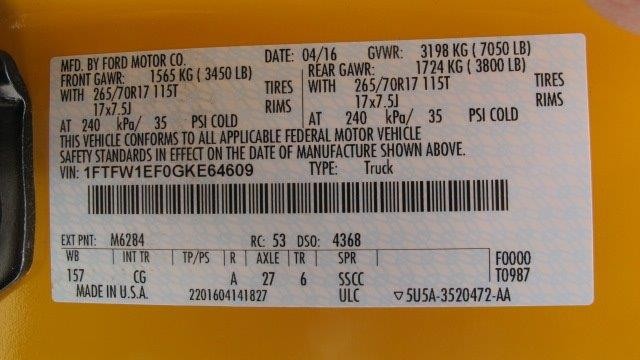 MFD. BY FORD MOTOR CO. DATE: 04/16 GVWR: 3198 KG ( 7050 LB)
FRONT GAWR: 1565 KG ( 3450 LB) REAR GAWR: 1724 KG ( 3800 LB)
WITH 265/70R17 115T TIRES WITH 265/70R17 115T TIRES
17x7.5J RIMS 17x7.5J RIMS
AT 240 kPa/ 35 PSI COLD AT 240 kPa/ 35 PSI COLD
THIS VEHICLE CONFORMS TO ALL APPLICABLE FEDERAL MOTOR VEHICLE
SAFETY STANDARDS IN EFFECT ON THE DATE OF MANUFACTURE SHOWN ABOVE.
VIN: 1FTFW1EF0GKE64609 TYPE: Truck
EXT PNT: M6284 RC: 53 DSO: 4368
WB INT TR TP/PS R AXLE TR SPR F0000
157 CG A 27 6 SSCC T0987
MADE IN U.S.A. 2201604141827 ULC ▽5U5A-3520472-AA